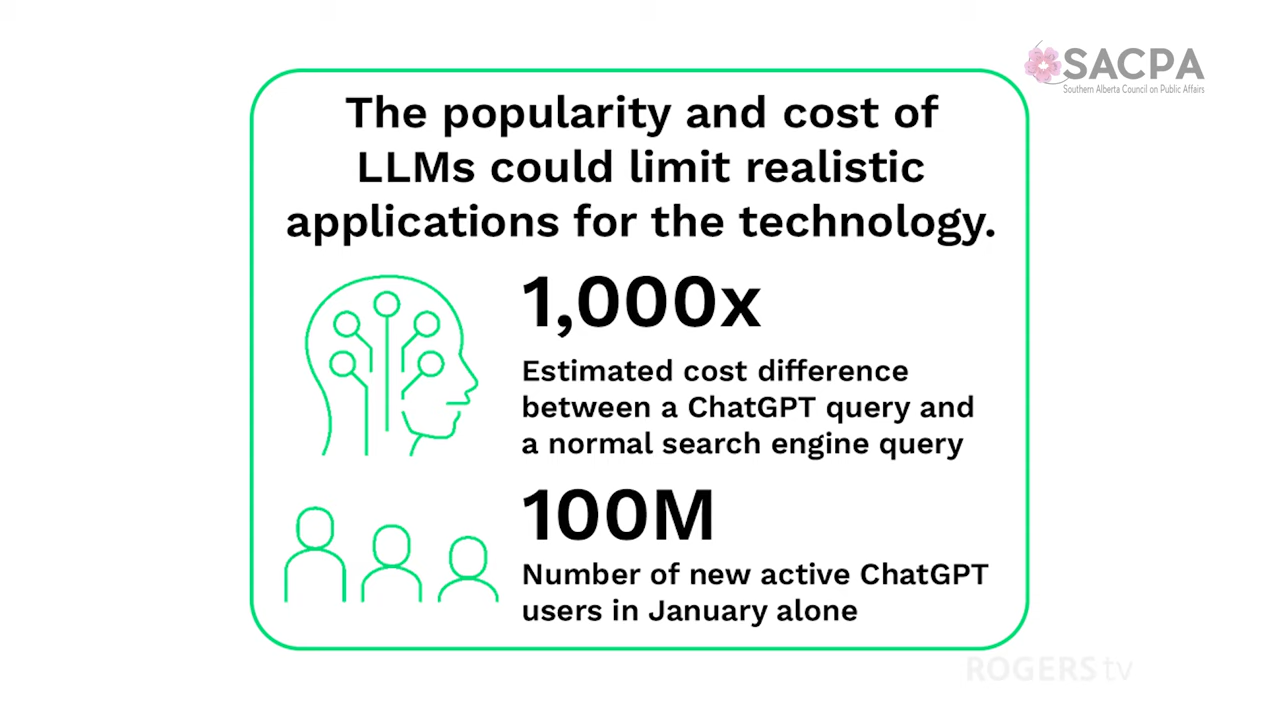 SACPA
Southern Alberta Council on Public Affairs
The popularity and cost of
LLMs could limit realistic
applications for the technology.
1,000x
Estimated cost difference
between a ChatGPT query and
a normal search engine query
100M
Number of new active ChatGPT
users in January alone
ROGERS tv